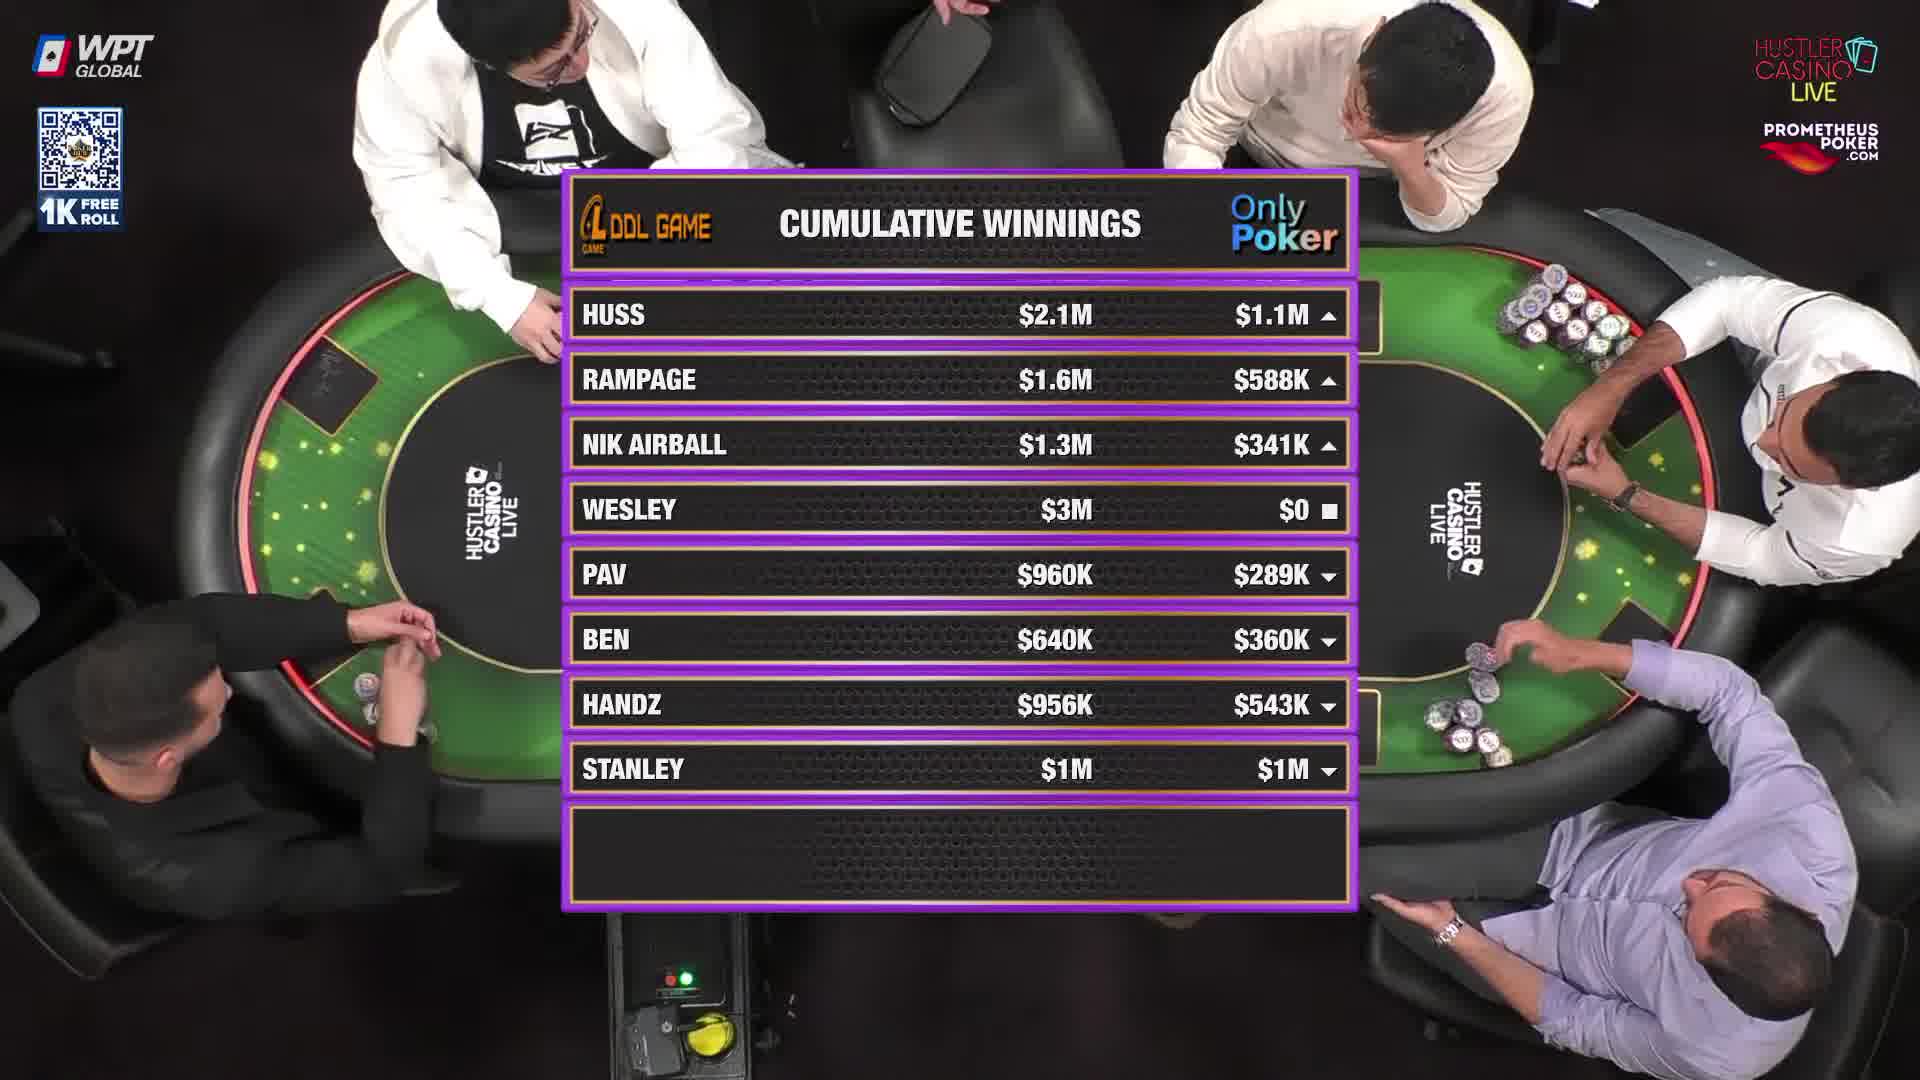 WPT
GLOBAL
1K FREE
ROLL
HUSTLER
CASINO
LIVE
PROMETHEUS
POKER
.COM
DDL GAME
GAME
CUMULATIVE WINNINGS
Only
Poker
HUSS $2.1M $1.1M
RAMPAGE $1.6M $588K
NIK AIRBALL $1.3M $341K
WESLEY $3M $0
PAV $960K $289K
BEN $640K $360K
HANDZ $956K $543K
STANLEY $1M $1M
HUSTLER
CASINO
LIVE
HUSTLER
CASINO
LIVE